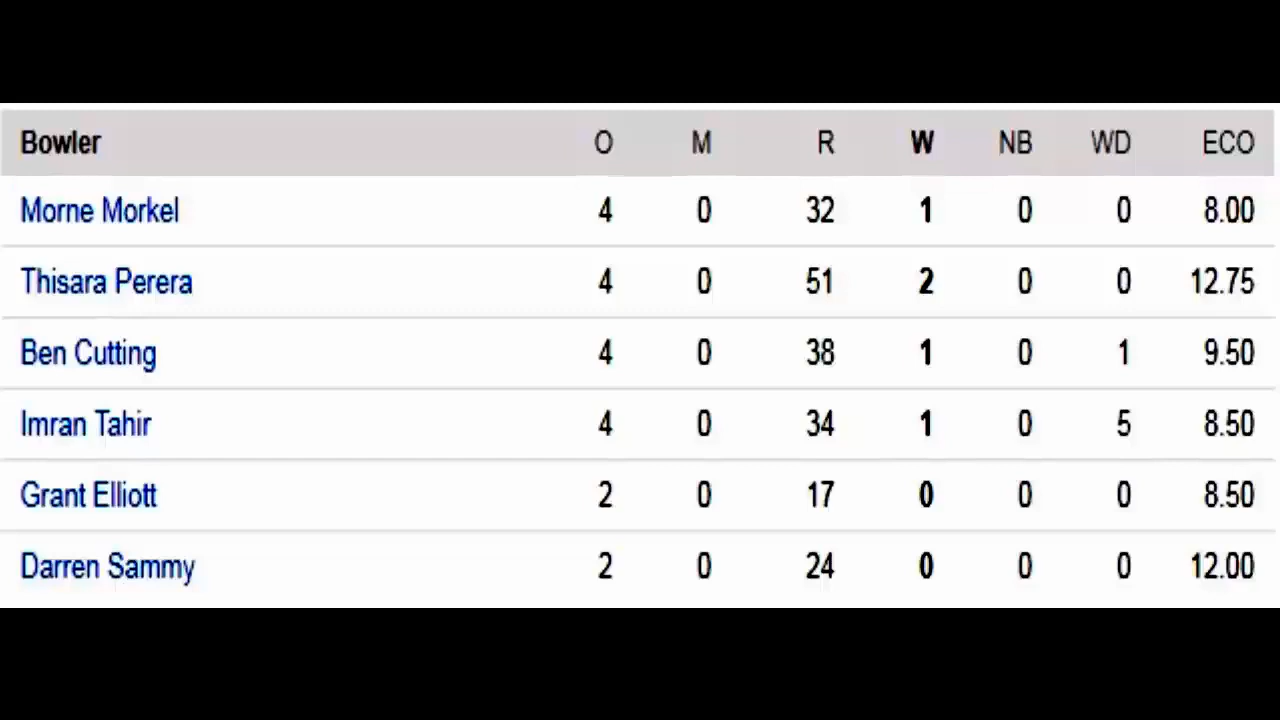 Bowler O M R W NB WD ECO
Morne Morkel 4 0 32 1 0 0 8.00
Thisara Perera 4 0 51 2 0 0 12.75
Ben Cutting 4 0 38 1 0 1 9.50
Imran Tahir 4 0 34 1 0 5 8.50
Grant Elliott 2 0 17 0 0 0 8.50
Darren Sammy 2 0 24 0 0 0 12.00